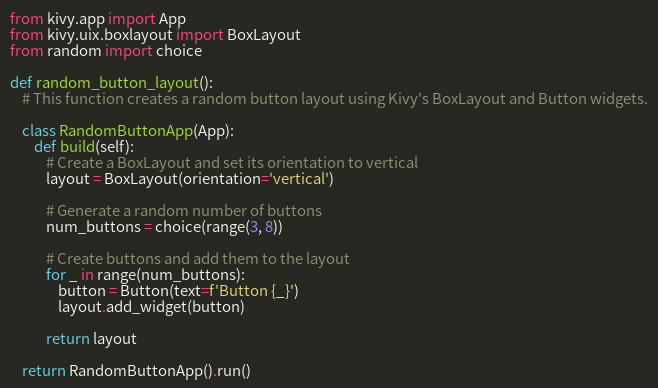 from kivy.app import App
from kivy.uix.boxlayout import BoxLayout
from random import choice

def random_button_layout():
    # This function creates a random button layout using Kivy's BoxLayout and Button widgets.

    class RandomButtonApp(App):
        def build(self):
            # Create a BoxLayout and set its orientation to vertical
            layout = BoxLayout(orientation='vertical')

            # Generate a random number of buttons
            num_buttons = choice(range(3, 8))

            # Create buttons and add them to the layout
            for _ in range(num_buttons):
                button = Button(text=f'Button {_}')
                layout.add_widget(button)

            return layout

    return RandomButtonApp().run()